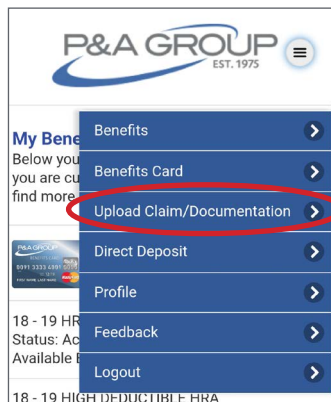 P&A GROUP
EST. 1975
My Bene
Below you
you are cu
find more
Benefits
Benefits Card
Upload Claim/Documentation
Direct Deposit
Profile
Feedback
Logout
P&A GROUP
18 - 19 HR
Status: Ac
Available
18 - 19 HIGH DEDUCTIBLE HRA